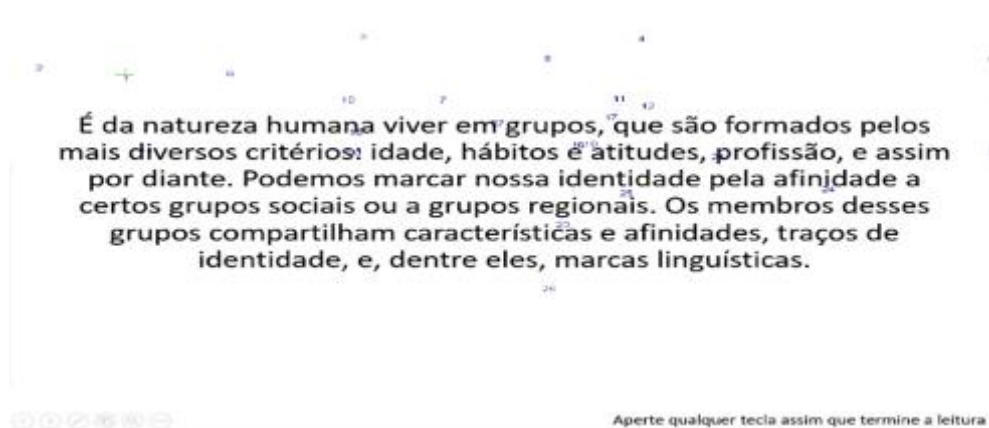 É da natureza humana viver em grupos, que são formados pelos
mais diversos critérios: idade, hábitos e atitudes, profissão, e assim
por diante. Podemos marcar nossa identidade pela afinidade a
certos grupos sociais ou a grupos regionais. Os membros desses
grupos compartilham características e afinidades, traços de
identidade, e, dentre eles, marcas linguísticas.
26
Aperte qualquer tecla assim que termine a leitura